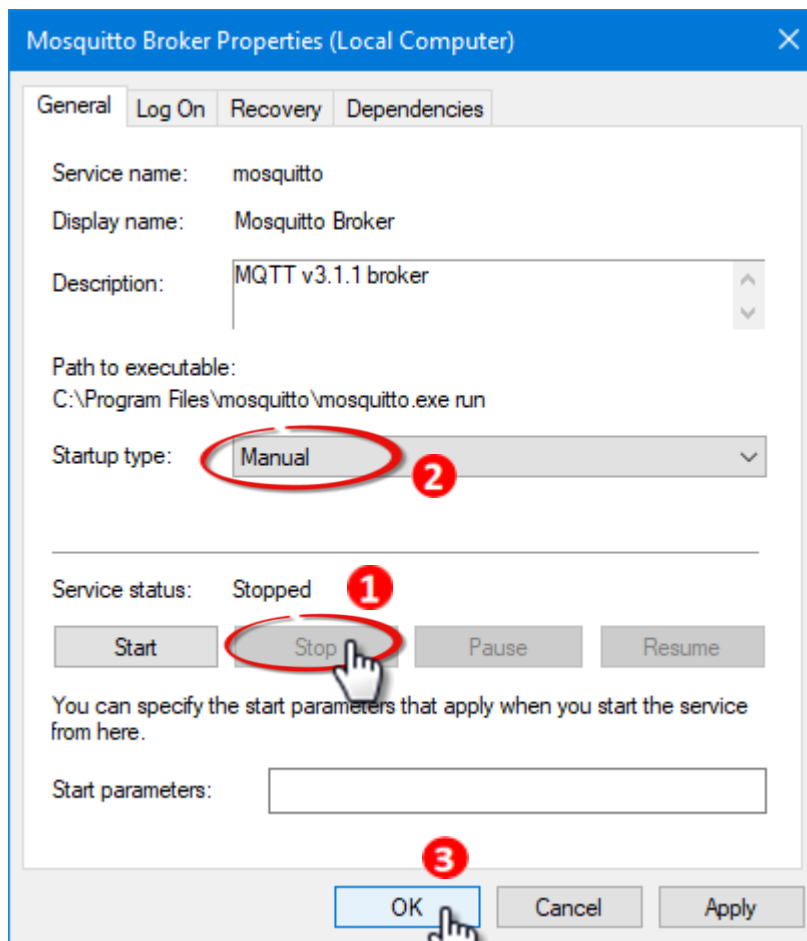 Mosquitto Broker Properties (Local Computer)
General Log On Recovery Dependencies
Service name: mosquitto
Display name: Mosquitto Broker
Description: MQTT v3.1.1 broker
Path to executable:
C:\Program Files\mosquitto\mosquitto.exe run
Startup type: Manual
2
Service status: Stopped 1
Start Stop Pause Resume
You can specify the start parameters that apply when you start the service
from here.
Start parameters:
3
OK Cancel Apply